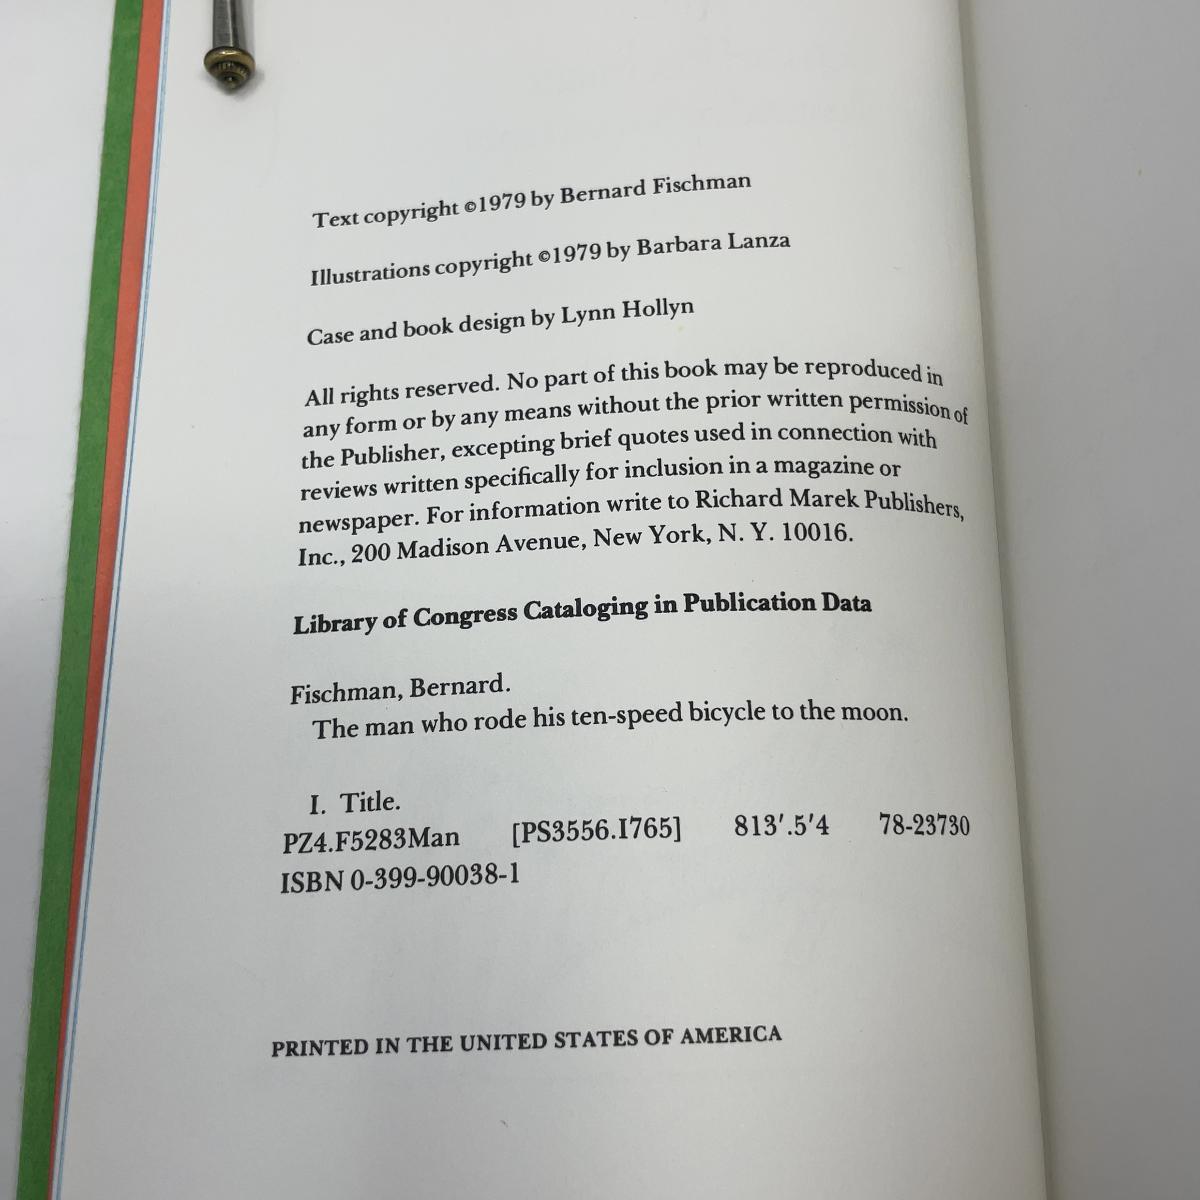 Text copyright ©1979 by Bernard Fischman
Illustrations copyright ©1979 by Barbara Lanza
Case and book design by Lynn Hollyn
All rights reserved. No part of this book may be reproduced in
any form or by any means without the prior written permission of
the Publisher, excepting brief quotes used in connection with
reviews written specifically for inclusion in a magazine or
newspaper. For information write to Richard Marek Publishers,
Inc., 200 Madison Avenue, New York, N. Y. 10016.
Library of Congress Cataloging in Publication Data
Fischman, Bernard.
The man who rode his ten-speed bicycle to the moon.
I. Title.
PZ4.F5283Man [PS3556.I765] 813'.5'4 78-23730
ISBN 0-399-90038-1
PRINTED IN THE UNITED STATES OF AMERICA